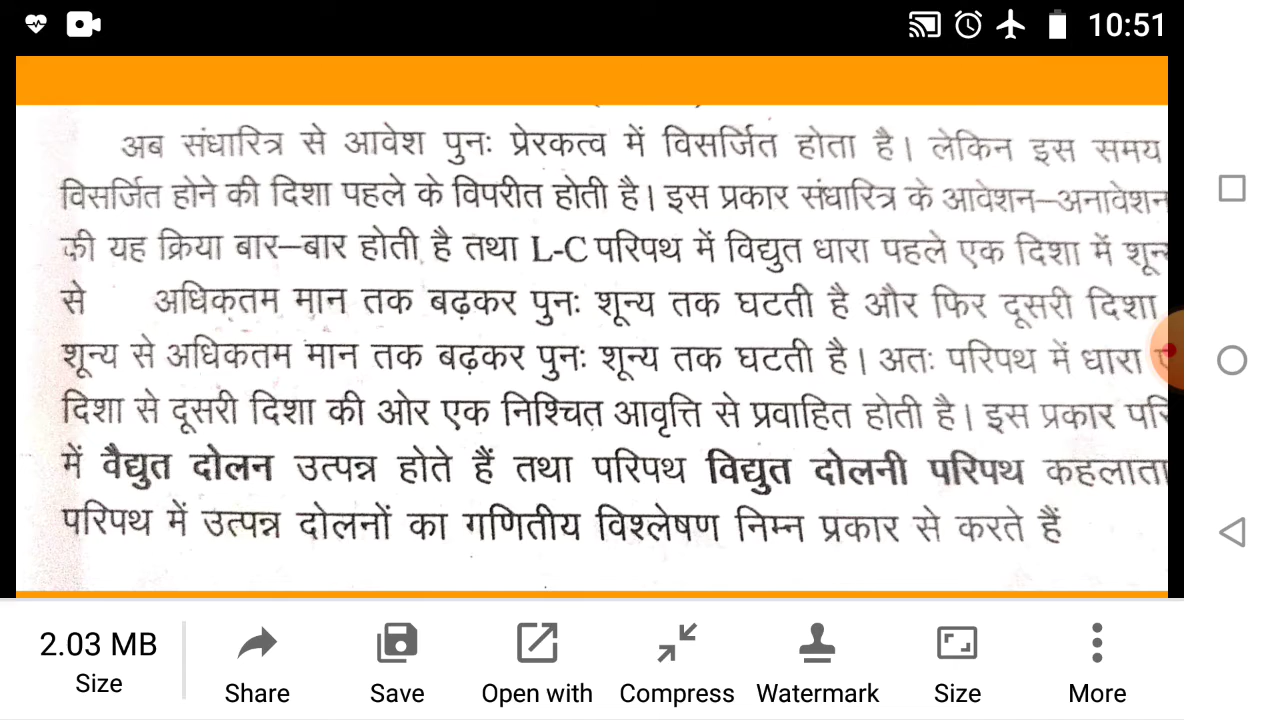 10:51
अब संधारित्र से आवेश पुनः प्रेरकत्व में विसर्जित होता है। लेकिन इस समय
विसर्जित होने की दिशा पहले के विपरीत होती है। इस प्रकार संधारित्र के आवेशन–अनावेशन
की यह क्रिया बार–बार होती है तथा L-C परिपथ में विद्युत धारा पहले एक दिशा में
से अधिकतम मान तक बढ़कर पुनः शून्य तक घटती है और फिर दूसरी दिशा
शून्य से अधिकतम मान तक बढ़कर पुनः शून्य तक घटती है। अतः परिपथ में धारा
दिशा से दूसरी दिशा की ओर एक निश्चित आवृत्ति से प्रवाहित होती है। इस प्रकार
में वैद्युत दोलन उत्पन्न होते हैं तथा परिपथ विद्युत दोलनी परिपथ कहलाता
परिपथ में उत्पन्न दोलनों का गणितीय विश्लेषण निम्न प्रकार से करते हैं
2.03 MB
Size
Share
Save
Open with
Compress
Watermark
Size
More